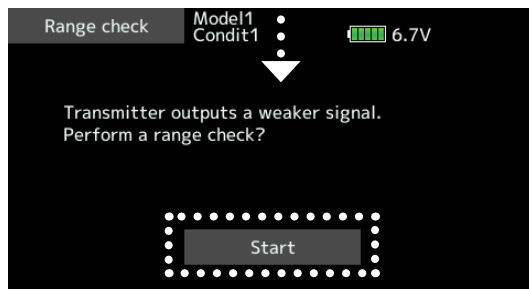 Range check
Model1
Condit1
6.7V
Transmitter outputs a weaker signal.
Perform a range check?
Start